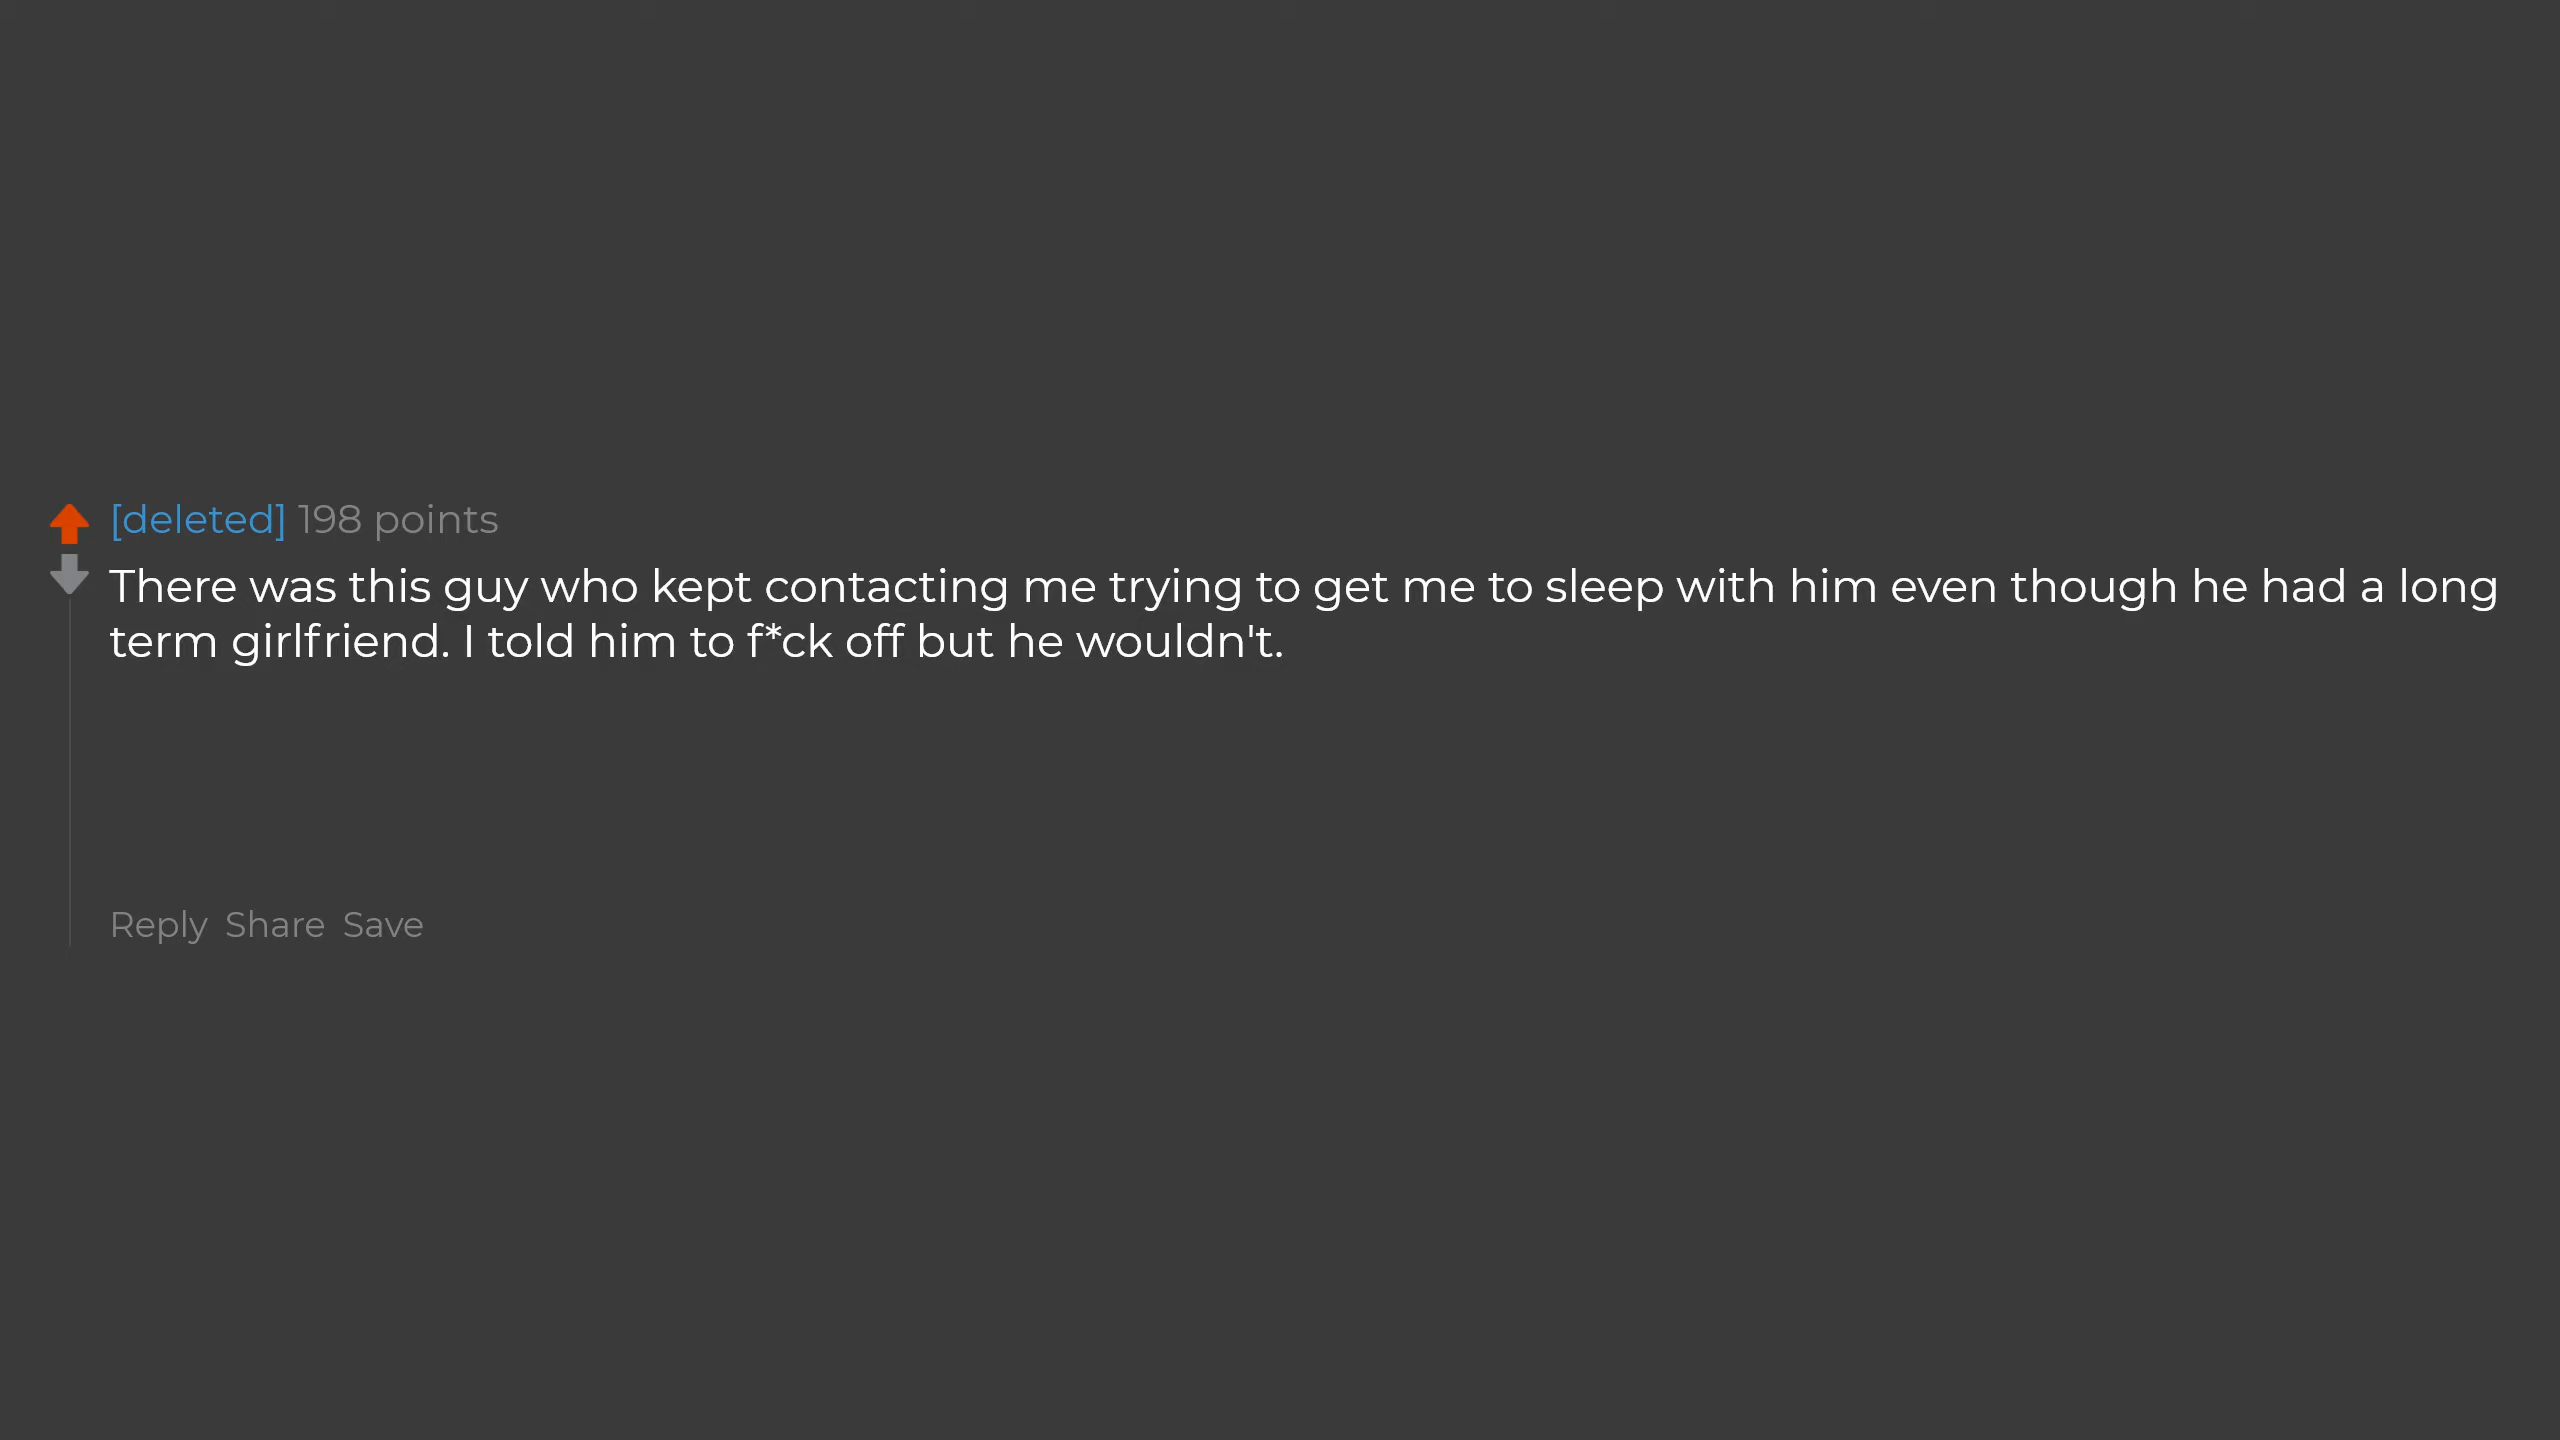 [deleted] 198 points
There was this guy who kept contacting me trying to get me to sleep with him even though he had a long
term girlfriend. I told him to f*ck off but he wouldn't.
Reply Share Save